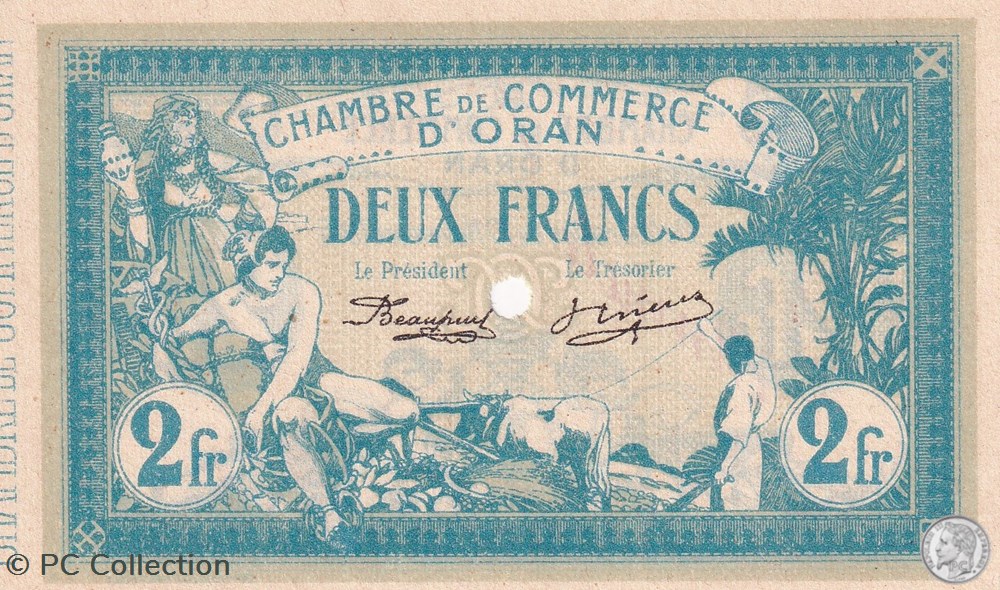 CHAMBRE DE COMMERCE
D'ORAN
DEUX FRANCS
Le Président Le Trésorier
2fr 2fr
© PC Collection